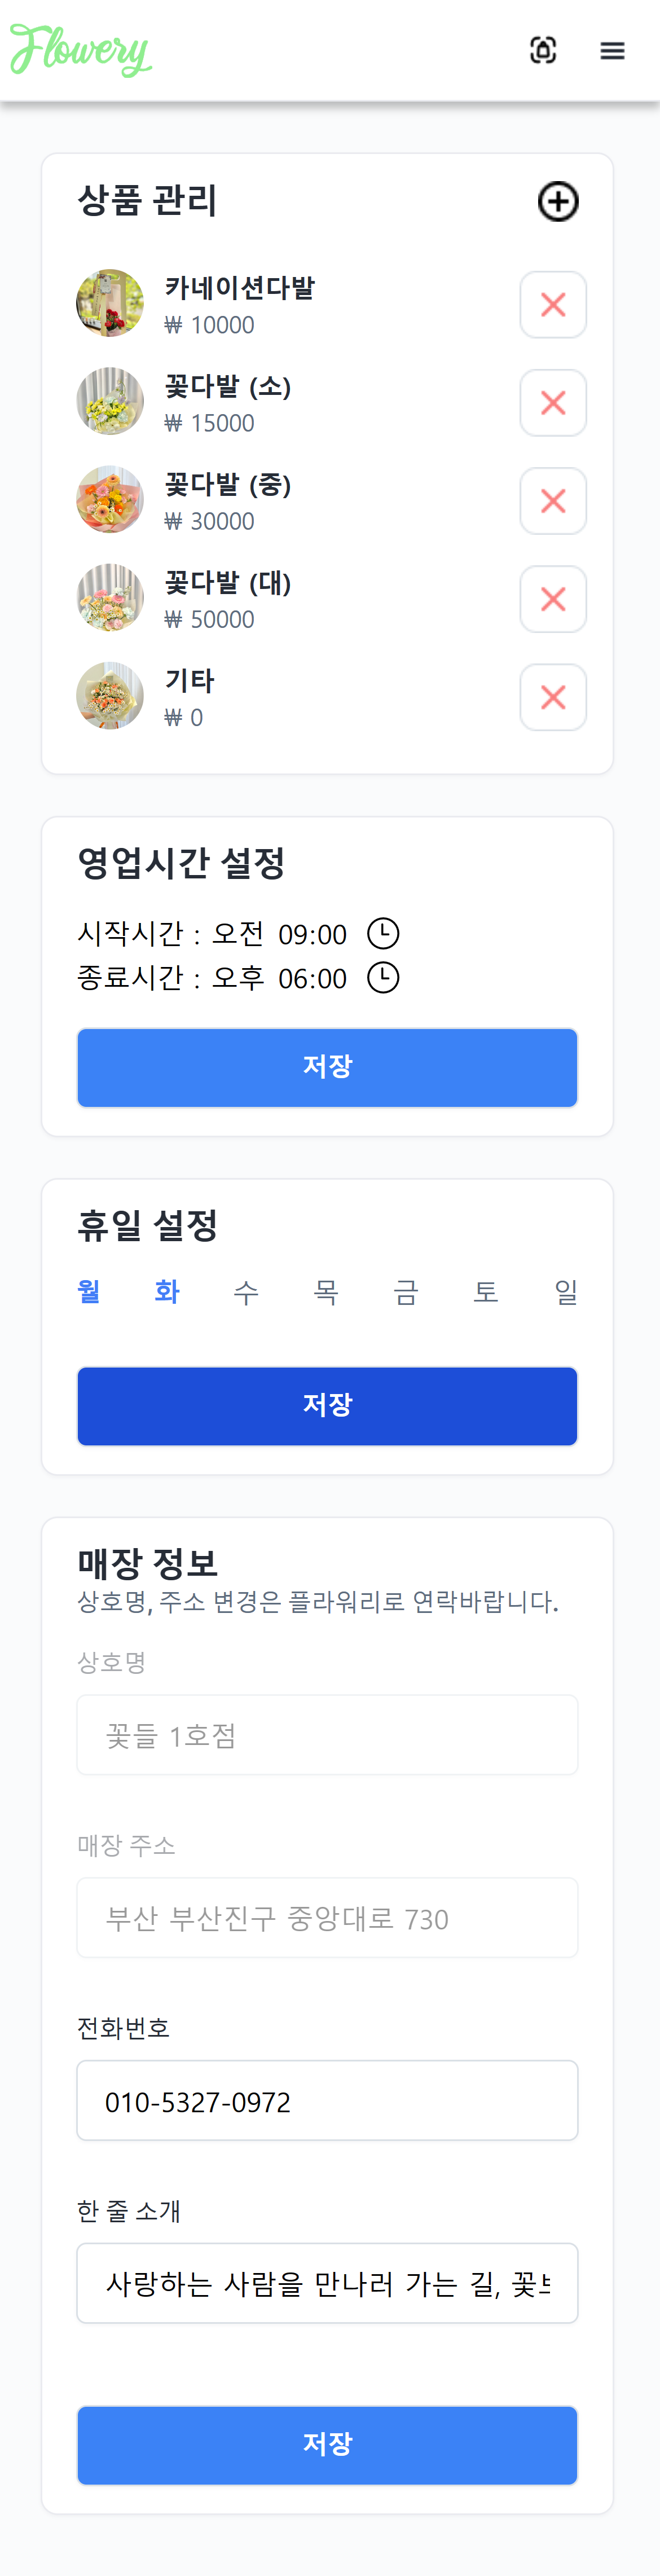 Flowery
상품 관리
카네이션다발
₩ 10000
꽃다발 (소)
₩ 15000
꽃다발 (중)
₩ 30000
꽃다발 (대)
₩ 50000
기타
₩ 0
영업시간 설정
시작시간 : 오전 09:00
종료시간 : 오후 06:00
저장
휴일 설정
월 화 수 목 금 토 일
저장
매장 정보
상호명, 주소 변경은 플라워리로 연락바랍니다.
상호명
꽃들 1호점
매장 주소
부산 부산진구 중앙대로 730
전화번호
010-5327-0972
한 줄 소개
사랑하는 사람을 만나러 가는 길,
저장